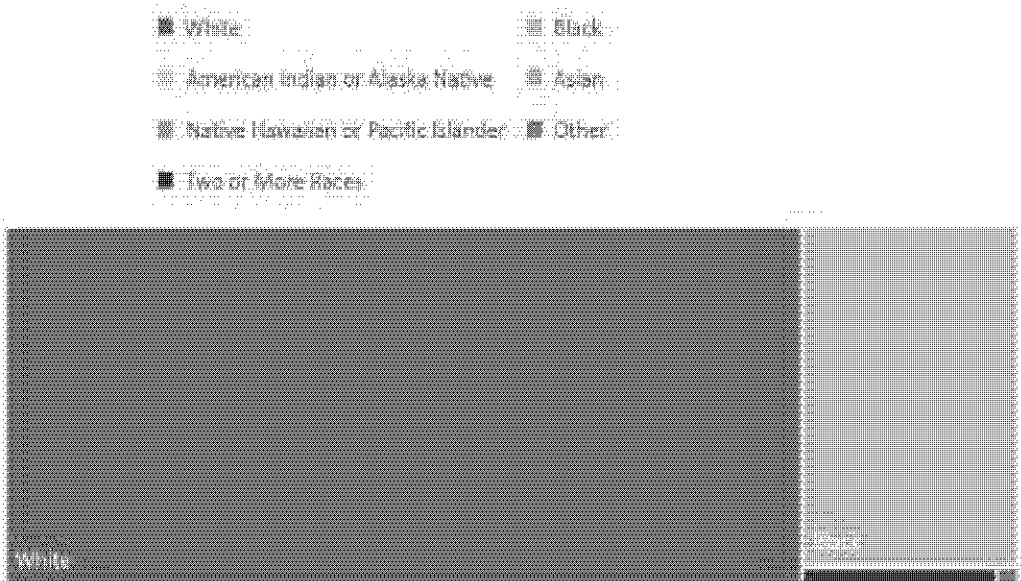 White Black
American Indian or Alaska Native Asian
Native Hawaiian or Pacific Islander Other
Two or More Races
Black
White